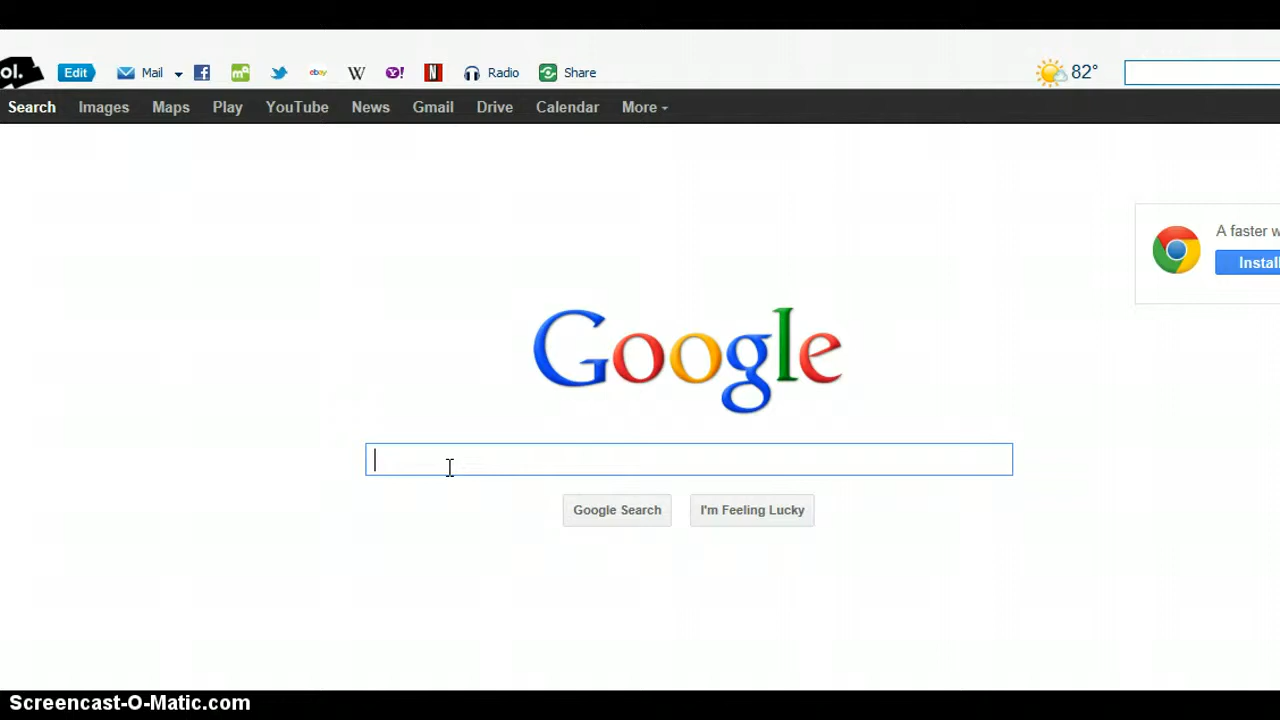 ol. Edit Mail Radio Share 82°
Search Images Maps Play YouTube News Gmail Drive Calendar More
A faster w
Install
Google
Google Search I'm Feeling Lucky
Screencast-O-Matic.com